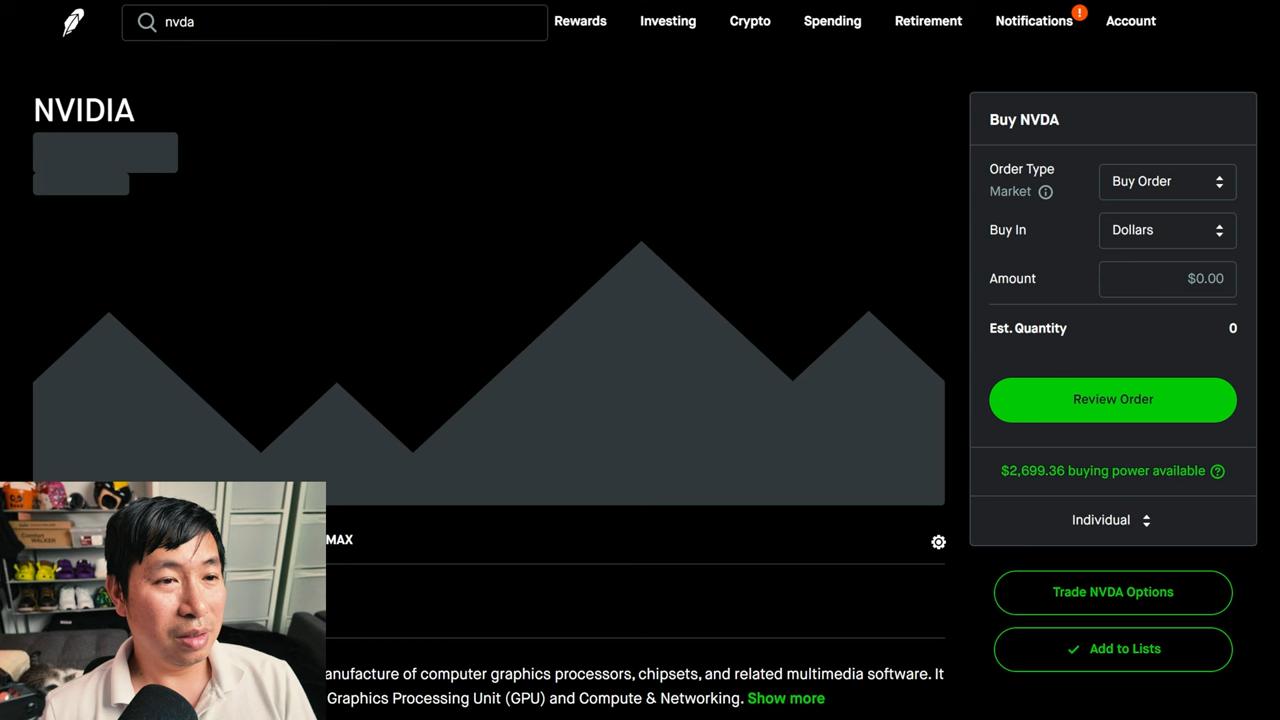 nvda
Rewards
Investing
Crypto
Spending
Retirement
Notifications
!
Account
NVIDIA
Buy NVDA
Order Type
Market
Buy Order
Buy In
Dollars
Amount
$0.00
Est. Quantity
0
Review Order
$2,699.36 buying power available
Individual
Trade NVDA Options
Add to Lists
MAX
anufacture of computer graphics processors, chipsets, and related multimedia software. It
Graphics Processing Unit (GPU) and Compute & Networking. Show more